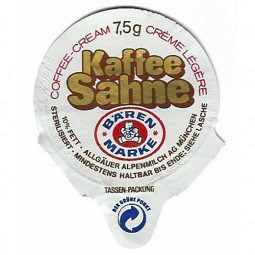 COFFEE-CREAM 7,5g CRÈME LÉGÈRE
Kaffee
Sahne
BÄREN
MARKE
10% FETT · ALLGÄUER ALPENMILCH AG MÜNCHEN
STERILISIERT · MINDESTENS HALTBAR BIS ENDE: SIEHE LASCHE
TASSEN-PACKUNG
DER GRÜNE PUNKT